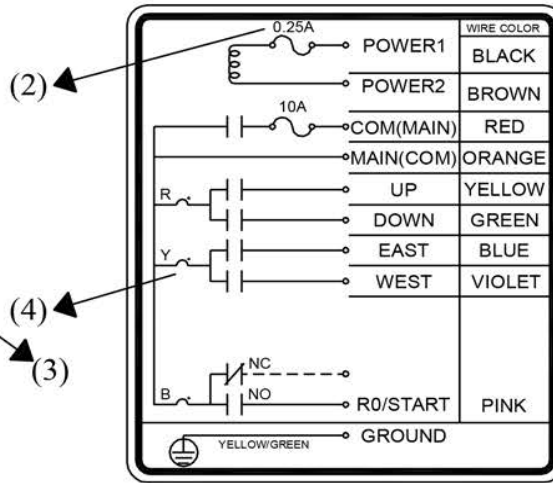 0.25A
WIRE COLOR
(2)
POWER1
BLACK
POWER2
BROWN
10A
COM(MAIN)
RED
MAIN(COM)
ORANGE
R
UP
YELLOW
DOWN
GREEN
Y
EAST
BLUE
WEST
VIOLET
(4)
(3)
NC
B
NO
R0/START
PINK
YELLOW/GREEN
GROUND